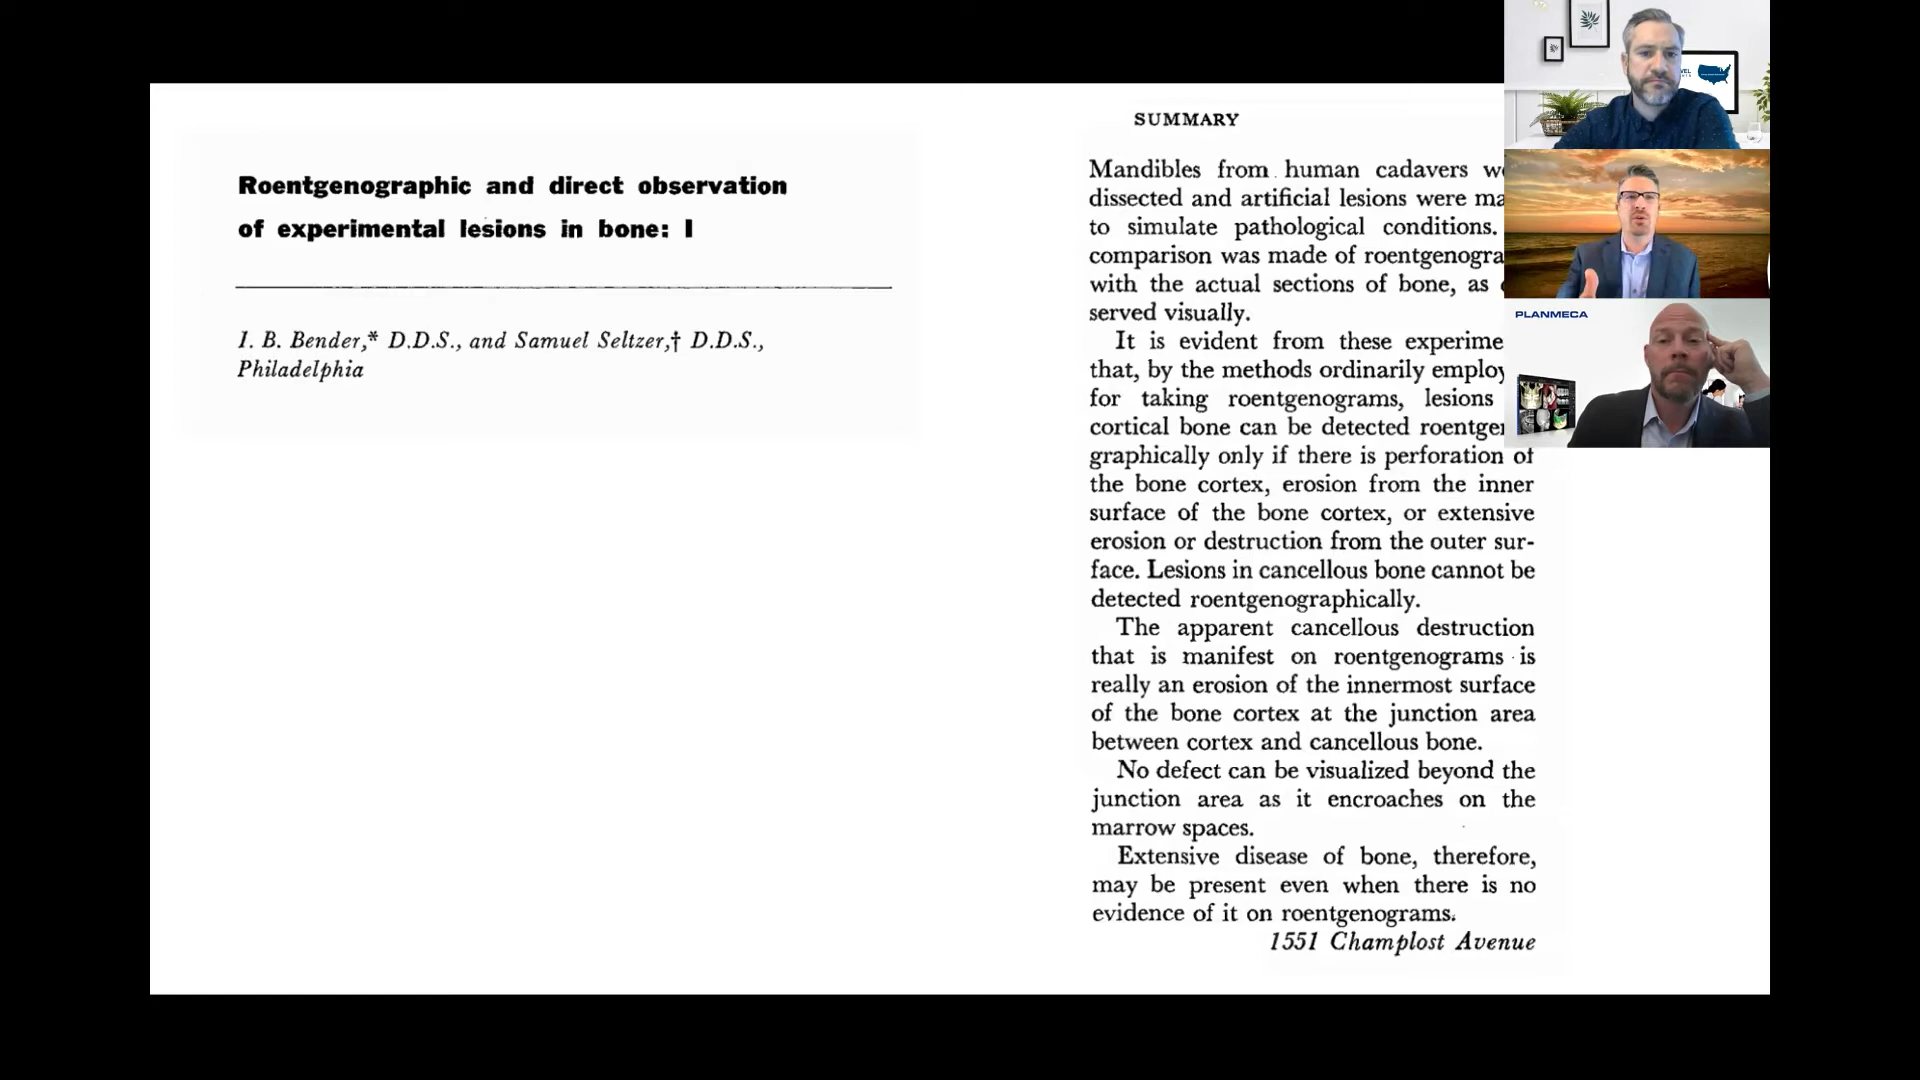 Roentgenographic and direct observation
of experimental lesions in bone: I
I. B. Bender,* D.D.S., and Samuel Seltzer,† D.D.S.,
Philadelphia
SUMMARY
Mandibles from human cadavers
dissected and artificial lesions were
to simulate pathological conditions.
comparison was made of
with the actual sections of bone, as
served visually.
It is evident from these
that, by the methods ordinarily
for taking roentgenograms, lesions
cortical bone can be detected
graphically only if there is perforation of
the bone cortex, erosion from the inner
surface of the bone cortex, or extensive
erosion or destruction from the outer sur-
face. Lesions in cancellous bone cannot be
detected roentgenographically.
The apparent cancellous destruction
that is manifest on roentgenograms is
really an erosion of the innermost surface
of the bone cortex at the junction area
between cortex and cancellous bone.
No defect can be visualized beyond the
junction area as it encroaches on the
marrow spaces.
Extensive disease of bone, therefore,
may be present even when there is no
evidence of it on roentgenograms.
1551 Champlost Avenue
PLANMECA